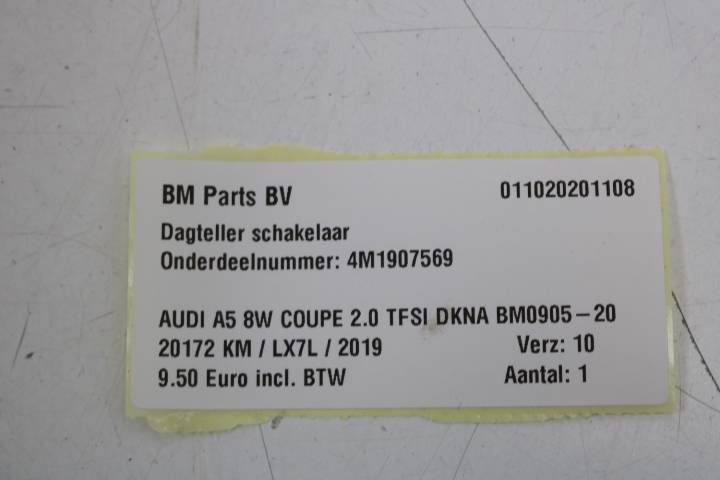 BM Parts BV 011020201108
Dagteller schakelaar
Onderdeelnummer: 4M1907569
AUDI A5 8W COUPE 2.0 TFSI DKNA BM0905-20
20172 KM / LX7L / 2019 Verz: 10
9.50 Euro incl. BTW Aantal: 1